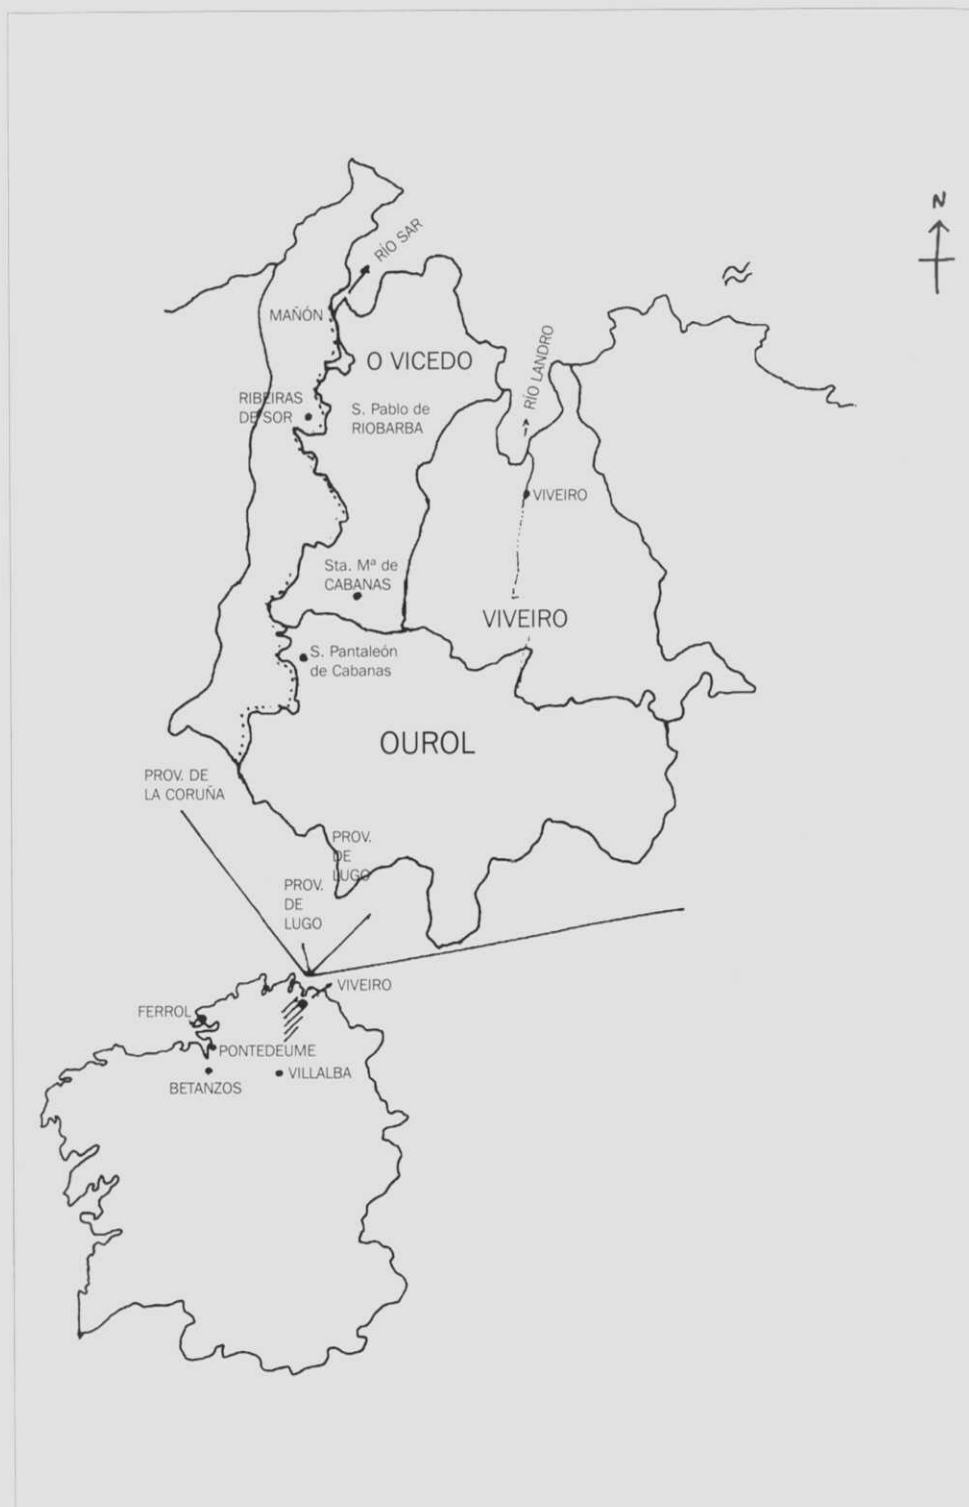 N
RÍO SAR
MAÑÓN
O VICEDO
RÍO LANDRO
RIBEIRAS
DE SOR
S. Pablo de
RIOBARBA
VIVEIRO
Sta. Mª de
CABANAS
VIVEIRO
S. Pantaleón
de Cabanas
OUROL
PROV. DE
LA CORUÑA
PROV.
DE
LUGO
PROV.
DE
LUGO
VIVEIRO
FERROL
PONTEDEUME
VILLALBA
BETANZOS